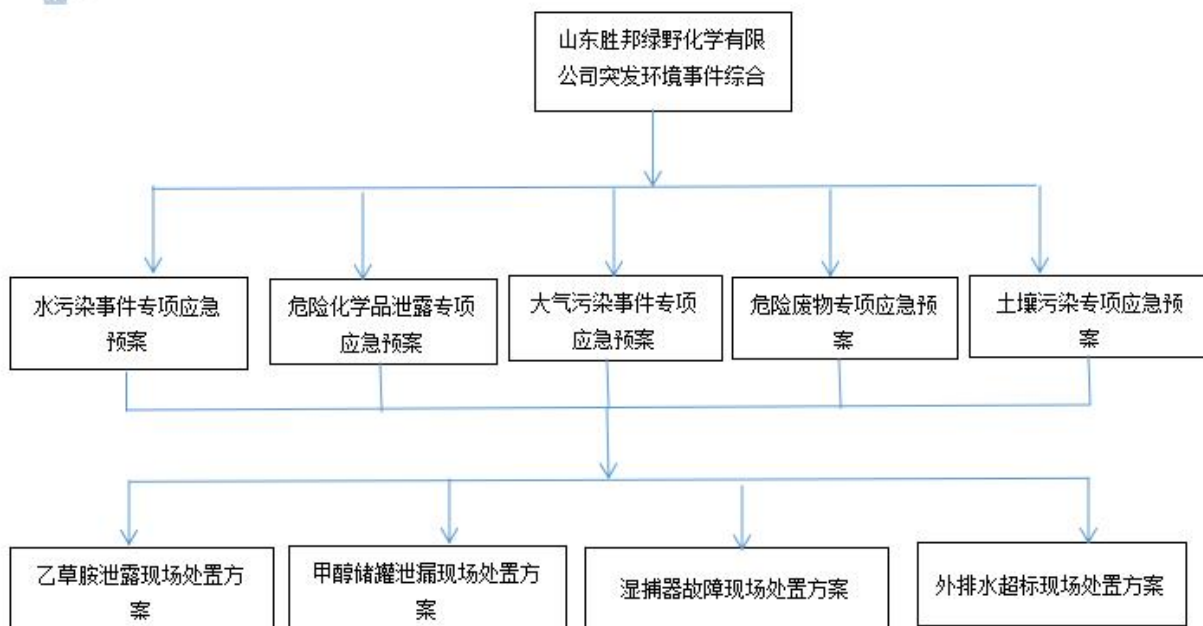 山东胜邦绿野化学有限
公司突发环境事件综合
水污染事件专项应急
预案
危险化学品泄露专项
应急预案
大气污染事件专项
应急预案
危险废物专项应急预
案
土壤污染专项应急预
案
乙草胺泄露现场处置方
案
甲醇储罐泄漏现场处置方
案
湿捕器故障现场处置方案
外排水超标现场处置方案